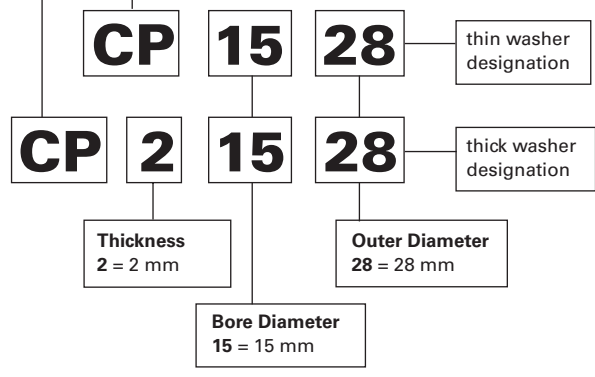 CP 15 28 thin washer
designation
CP 2 15 28 thick washer
designation
Thickness
2 = 2 mm
Outer Diameter
28 = 28 mm
Bore Diameter
15 = 15 mm